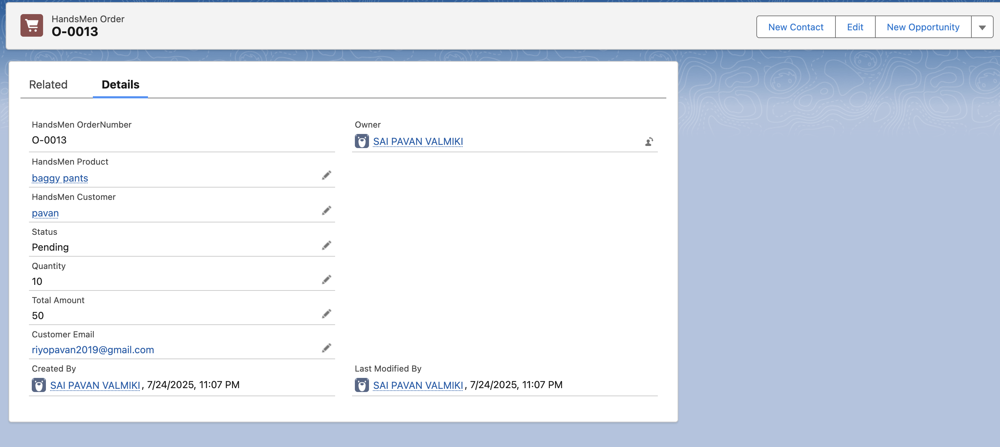 HandsMen Order
O-0013
New Contact
Edit
New Opportunity
Related
Details
HandsMen OrderNumber
O-0013
Owner
SAI PAVAN VALMIKI
HandsMen Product
baggy pants
HandsMen Customer
pavan
Status
Pending
Quantity
10
Total Amount
50
Customer Email
riyopavan2019@gmail.com
Created By
SAI PAVAN VALMIKI, 7/24/2025, 11:07 PM
Last Modified By
SAI PAVAN VALMIKI, 7/24/2025, 11:07 PM